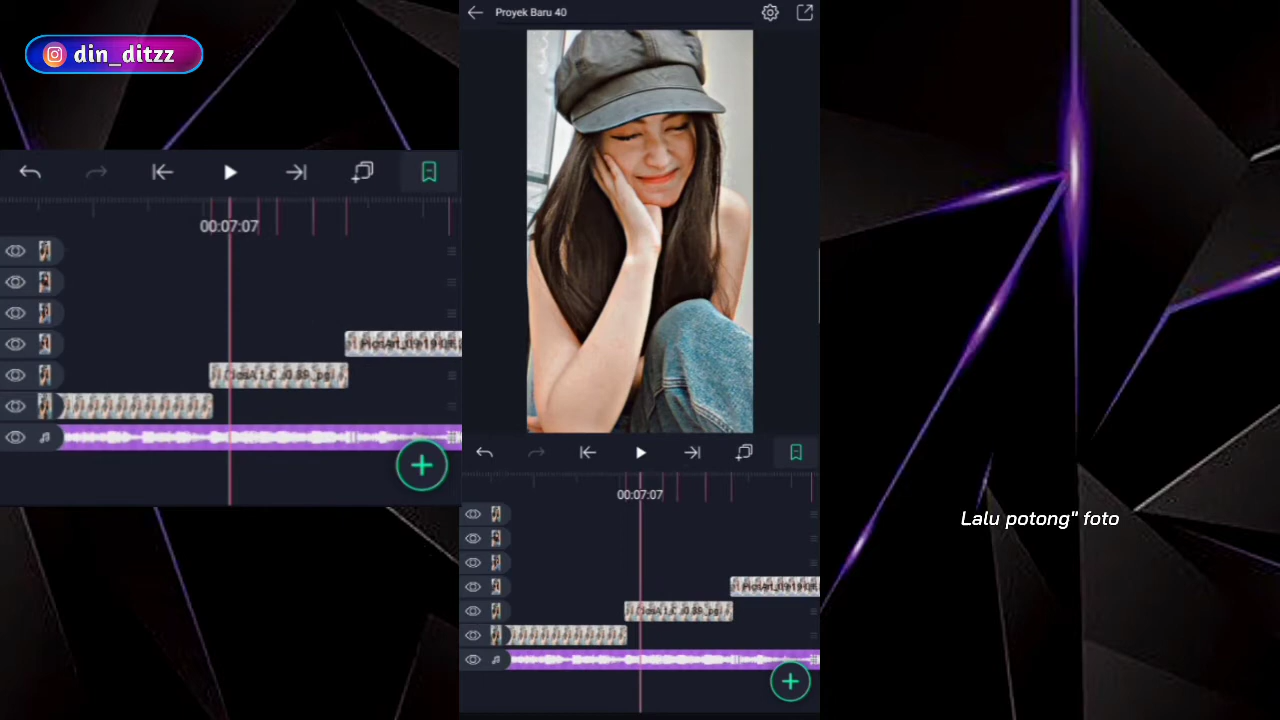 din_ditzz
Proyek Baru 40
00:07:07
00:07:07
Lalu potong" foto